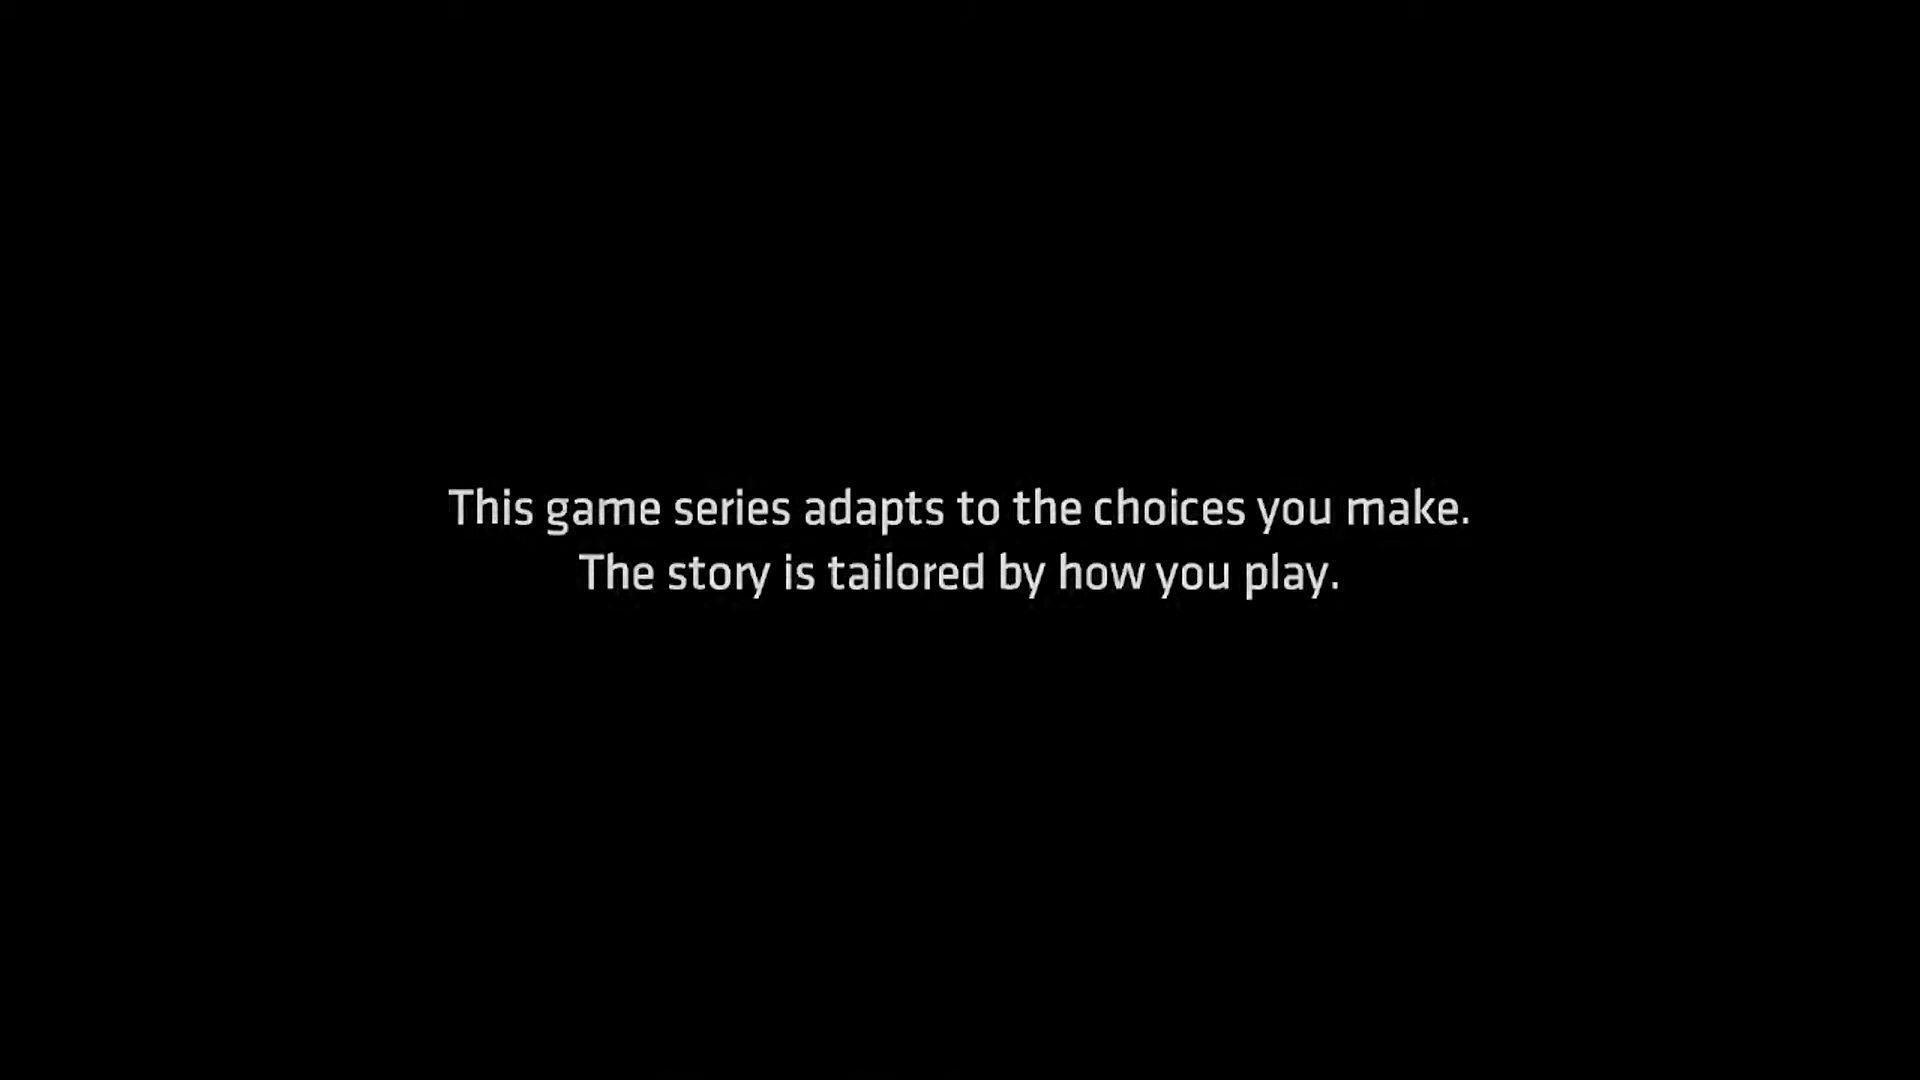 This game series adapts to the choices you make.
The story is tailored by how you play.